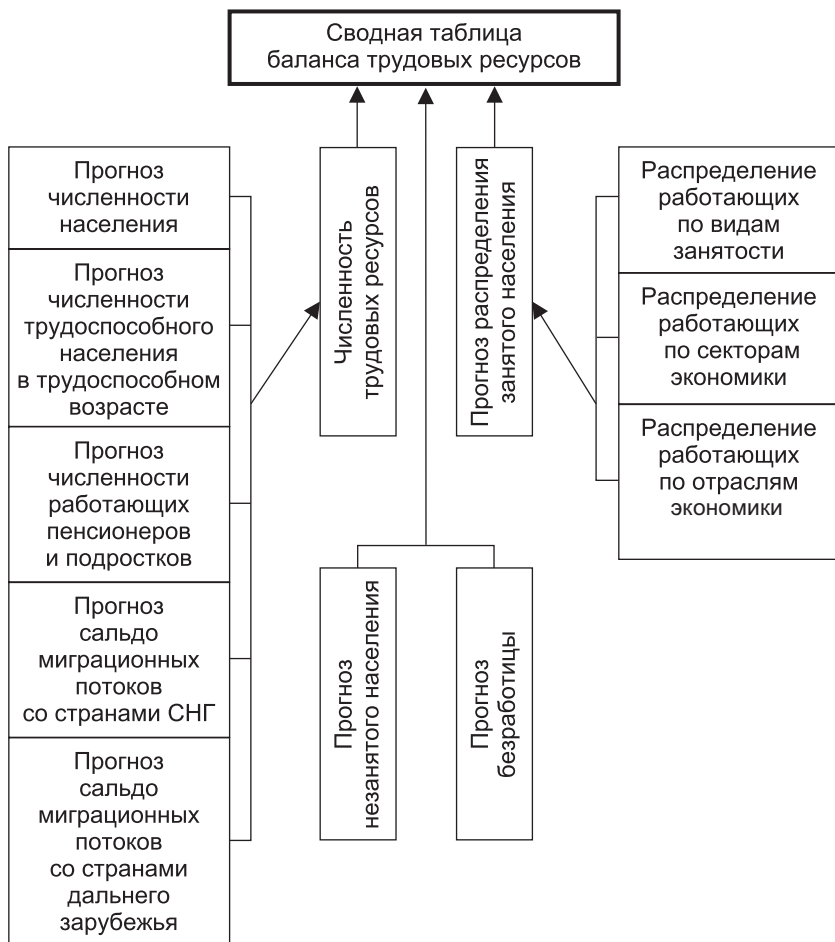 Сводная таблица
баланса трудовых ресурсов
Прогноз
численности
населения
Прогноз
численности
трудоспособного
населения
в трудоспособном
возрасте
Прогноз
численности
работающих
пенсионеров
и подростков
Прогноз
сальдо
миграционных
потоков
со странами СНГ
Прогноз
сальдо
миграционных
потоков
со странами
дальнего
зарубежья
Численность
трудовых ресурсов
Прогноз распределения
занятого населения
Прогноз
незанятого населения
Прогноз
безработицы
Распределение
работающих
по видам
занятости
Распределение
работающих
по секторам
экономики
Распределение
работающих
по отраслям
экономики